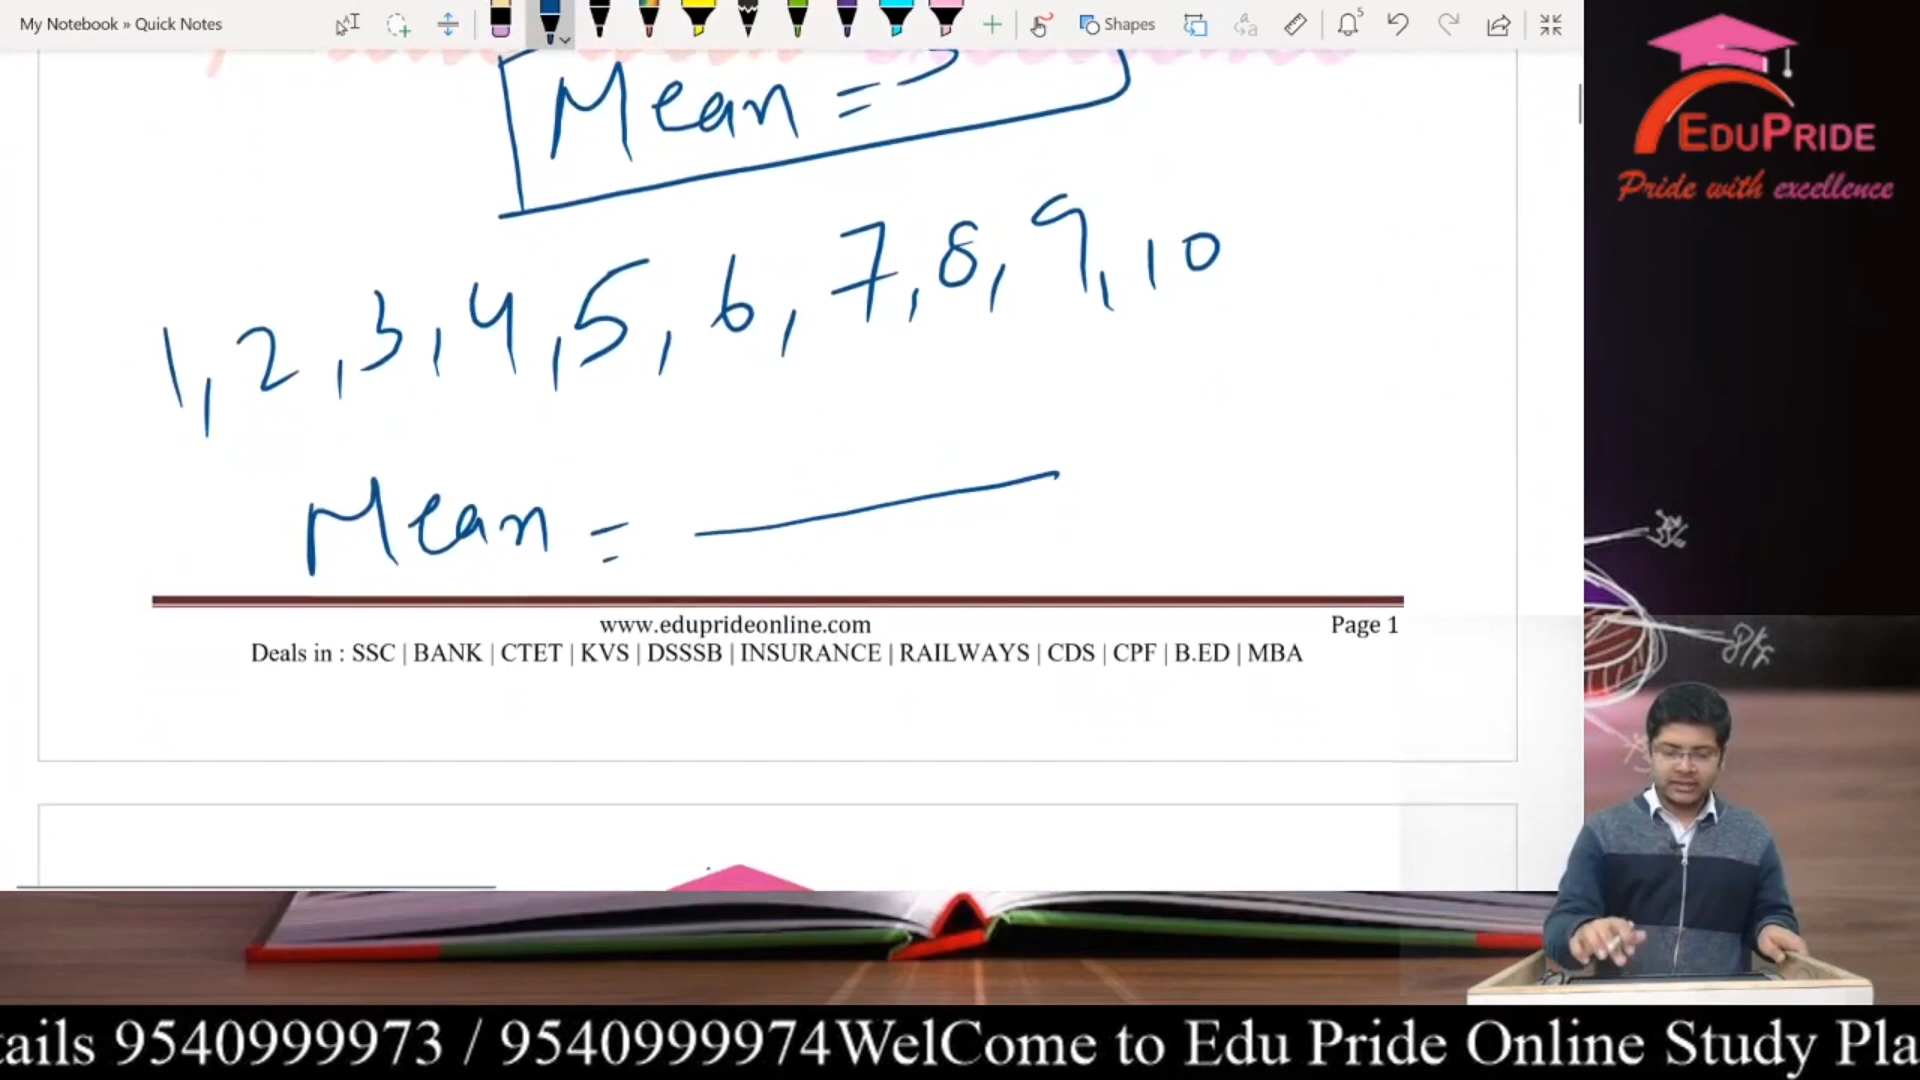 My Notebook » Quick Notes
Shapes
5
Mean =
1, 2, 3, 4, 5, 6, 7, 8, 9, 10
Mean =
www.eduprideonline.com
Page 1
Deals in : SSC | BANK | CTET | KVS | DSSSB | INSURANCE | RAILWAYS | CDS | CPF | B.ED | MBA
EDUPRIDE
Pride with excellence
tails 9540999973 / 9540999974WelCome to Edu Pride Online Study Pla